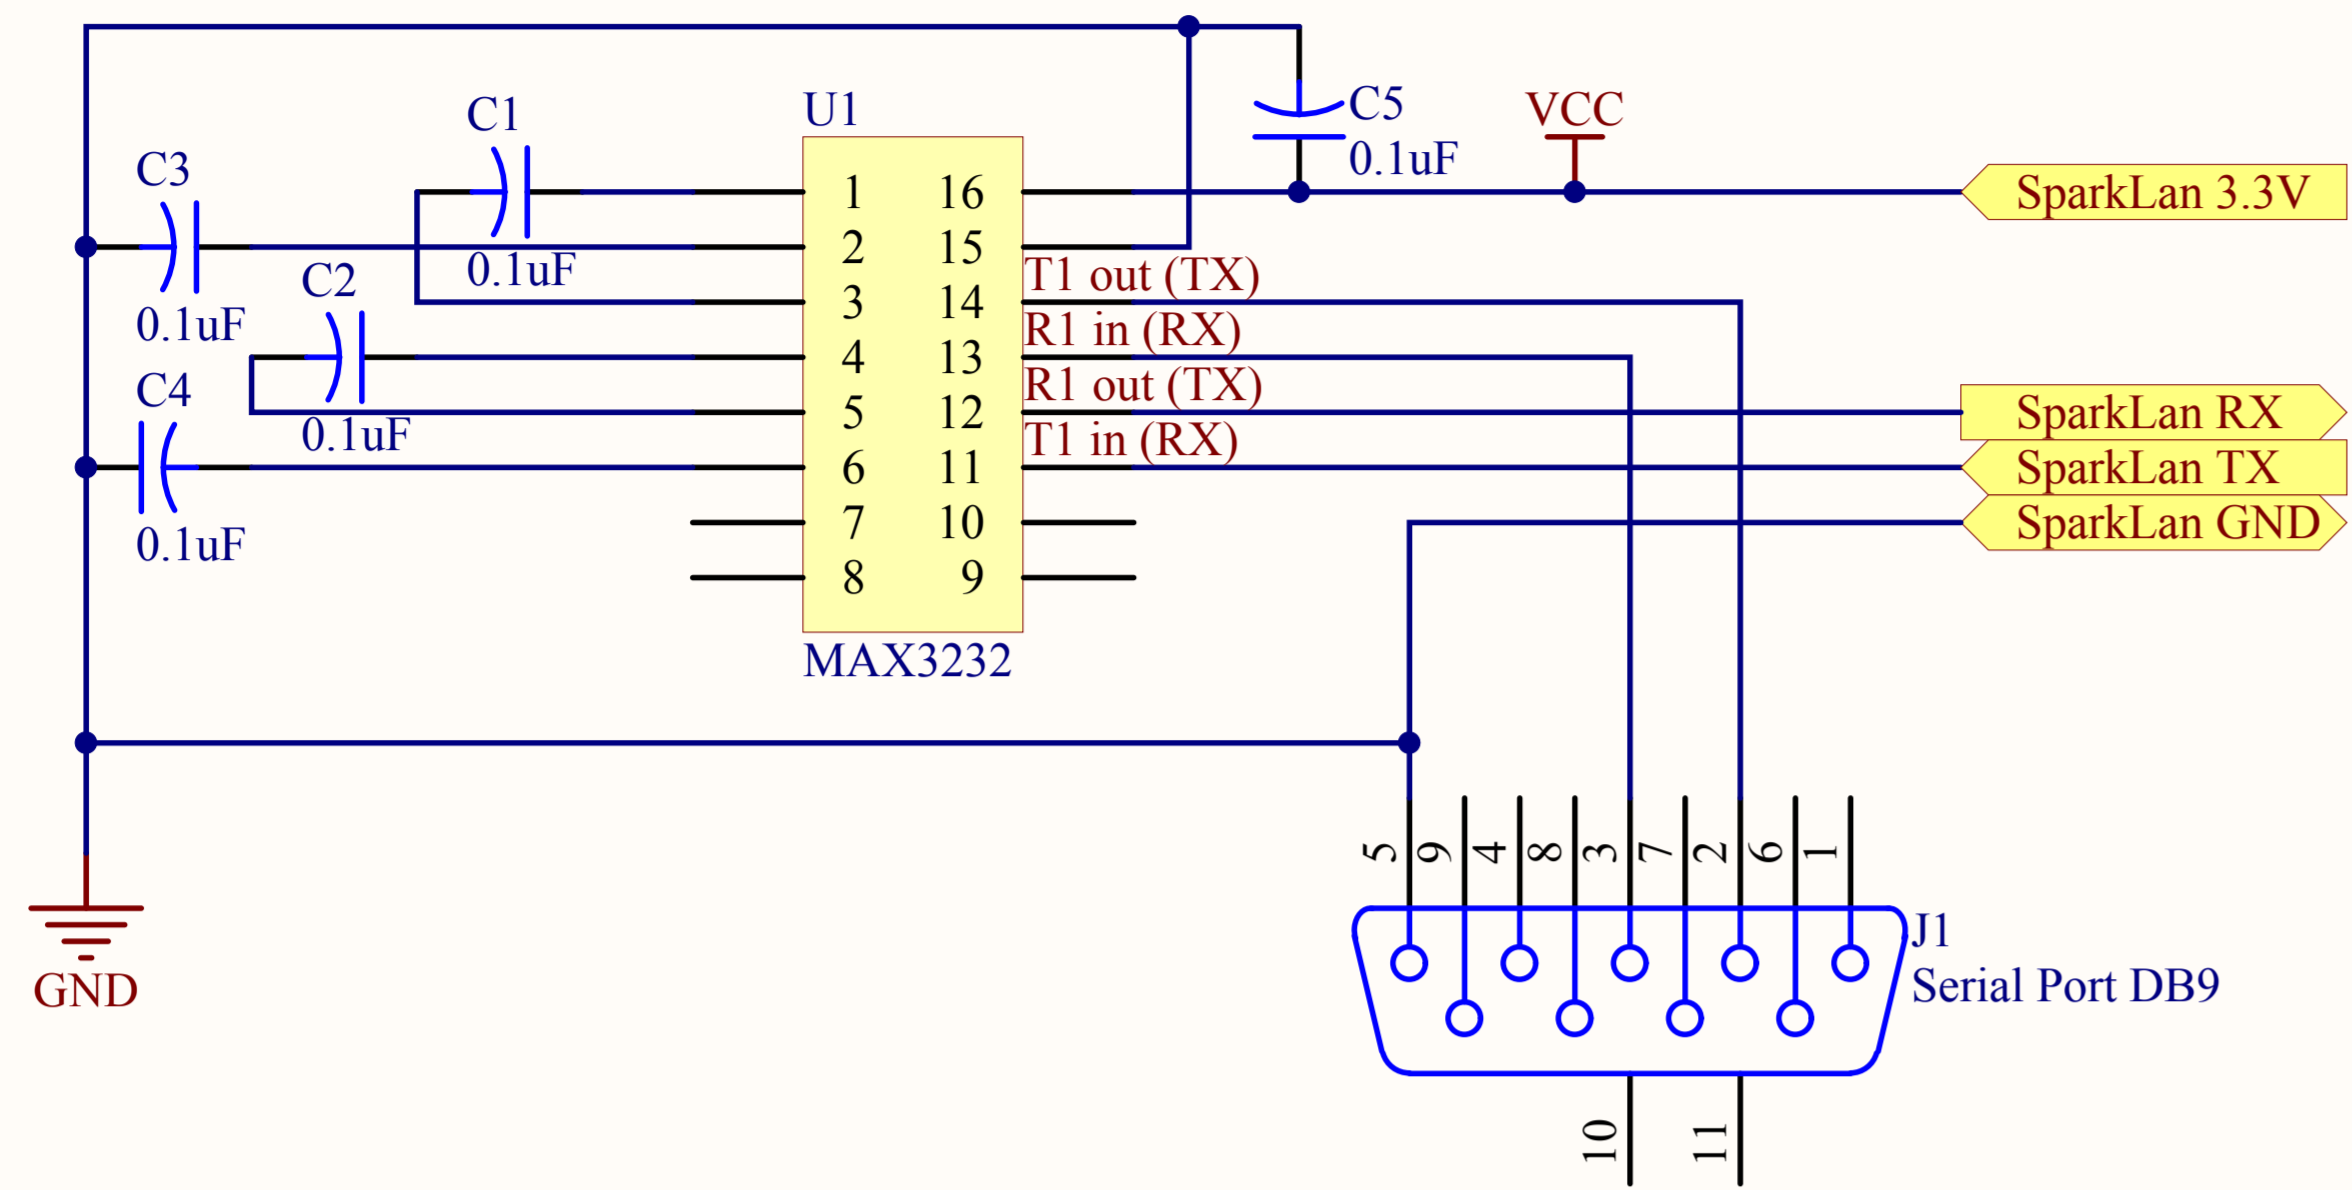 C1
U1
C5
0.1uF
VCC
C3
0.1uF
0.1uF
C2
0.1uF
C4
0.1uF
1 16
2 15
3 14
4 13
5 12
6 11
7 10
8 9
MAX3232
T1 out (TX)
R1 in (RX)
R1 out (TX)
T1 in (RX)
SparkLan 3.3V
SparkLan RX
SparkLan TX
SparkLan GND
GND
5 9 4 8 3 7 2 6 1
J1
Serial Port DB9
10 11